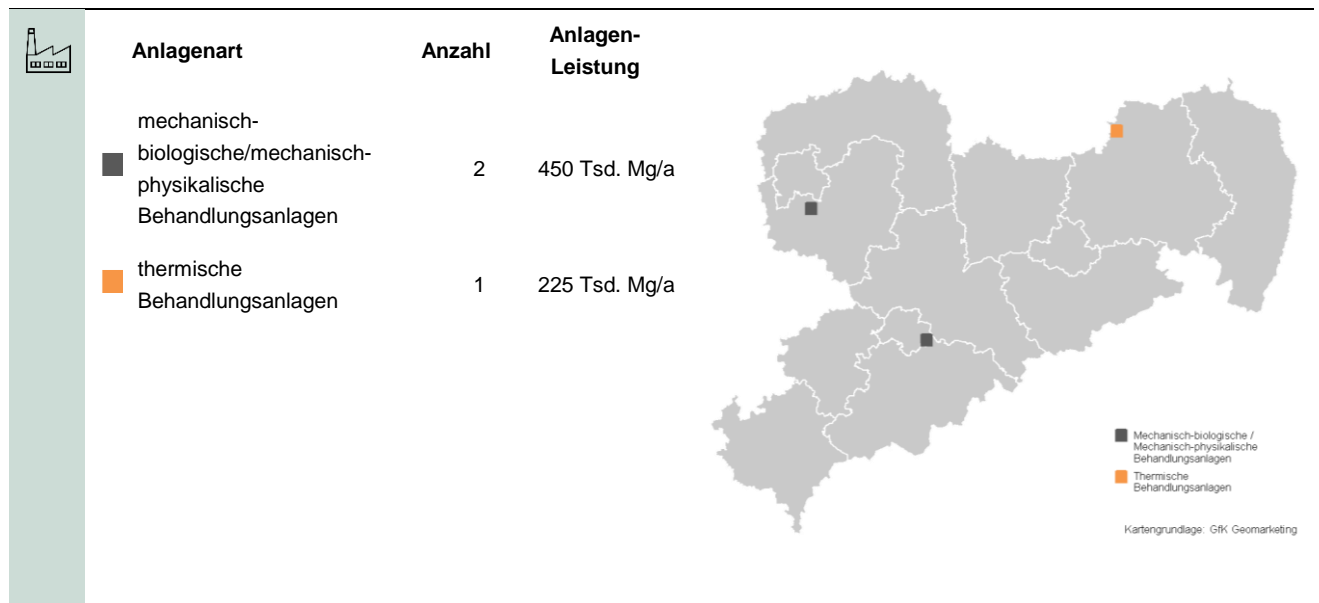 Anlagenart Anzahl Anlagen-
Leistung
mechanisch-
biologische/mechanisch-
physikalische
Behandlungsanlagen
2 450 Tsd. Mg/a
thermische
Behandlungsanlagen
1 225 Tsd. Mg/a
Mechanisch-biologische /
Mechanisch-physikalische
Behandlungsanlagen
Thermische
Behandlungsanlagen
Kartengrundlage: GfK Geomarketing